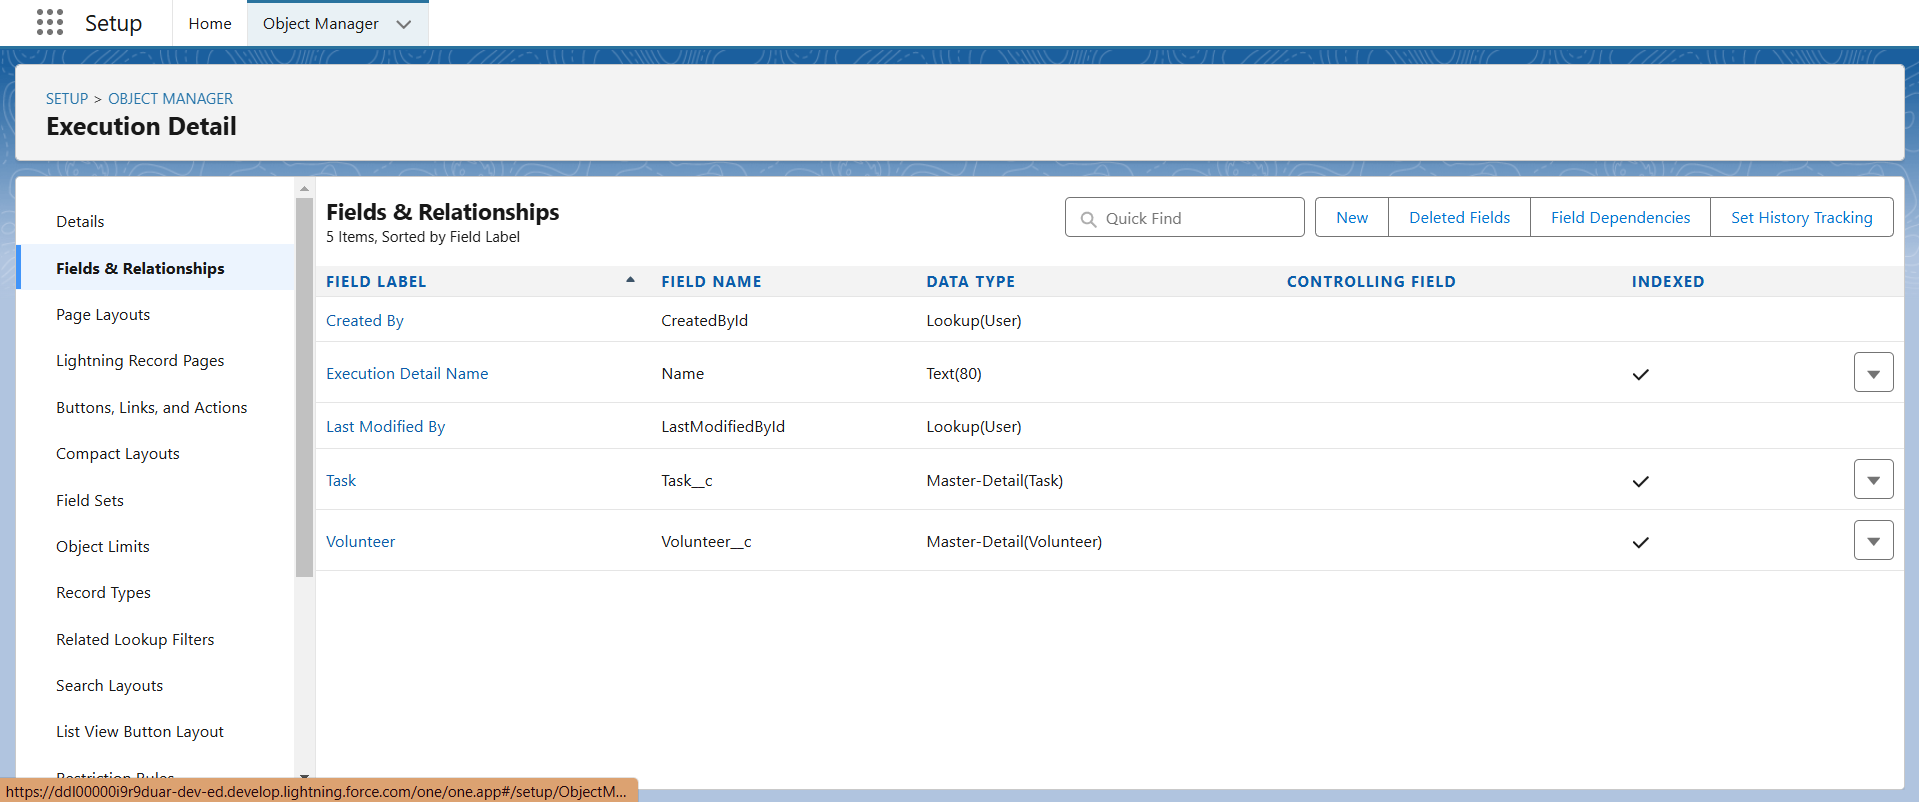 Setup
Home
Object Manager
SETUP > OBJECT MANAGER
Execution Detail
Details
Fields & Relationships
Page Layouts
Lightning Record Pages
Buttons, Links, and Actions
Compact Layouts
Field Sets
Object Limits
Record Types
Related Lookup Filters
Search Layouts
List View Button Layout
Restriction Rules
Fields & Relationships
5 Items, Sorted by Field Label
Quick Find
New
Deleted Fields
Field Dependencies
Set History Tracking
FIELD LABEL FIELD NAME DATA TYPE CONTROLLING FIELD INDEXED
Created By CreatedById Lookup(User)
Execution Detail Name Name Text(80)
Last Modified By LastModifiedById Lookup(User)
Task Task__c Master-Detail(Task)
Volunteer Volunteer__c Master-Detail(Volunteer)
https://ddl00000i9r9duar-dev-ed.develop.lightning.force.com/one/one.app#/setup/ObjectM...